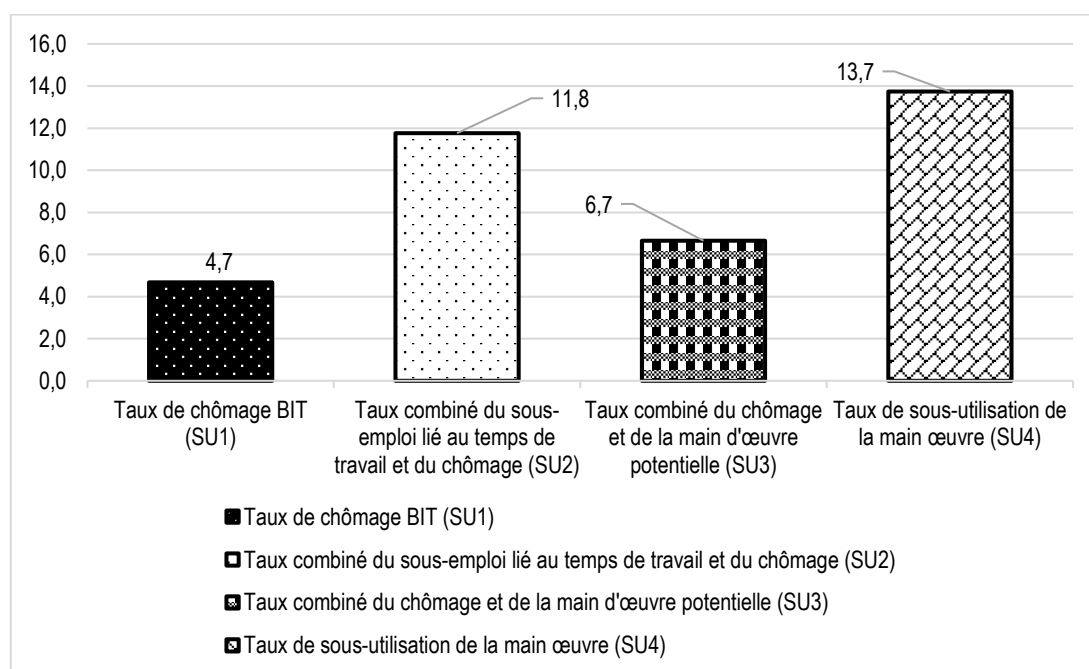 16,0
14,0
12,0
10,0
8,0
6,0
4,0
2,0
0,0
4,7
11,8
6,7
13,7
Taux de chômage BIT
(SU1)
Taux combiné du sous-
emploi lié au temps de
travail et du chômage (SU2)
Taux combiné du chômage
et de la main d'œuvre
potentielle (SU3)
Taux de sous-utilisation de
la main œuvre (SU4)
Taux de chômage BIT (SU1)
Taux combiné du sous-emploi lié au temps de travail et du chômage (SU2)
Taux combiné du chômage et de la main d'œuvre potentielle (SU3)
Taux de sous-utilisation de la main œuvre (SU4)